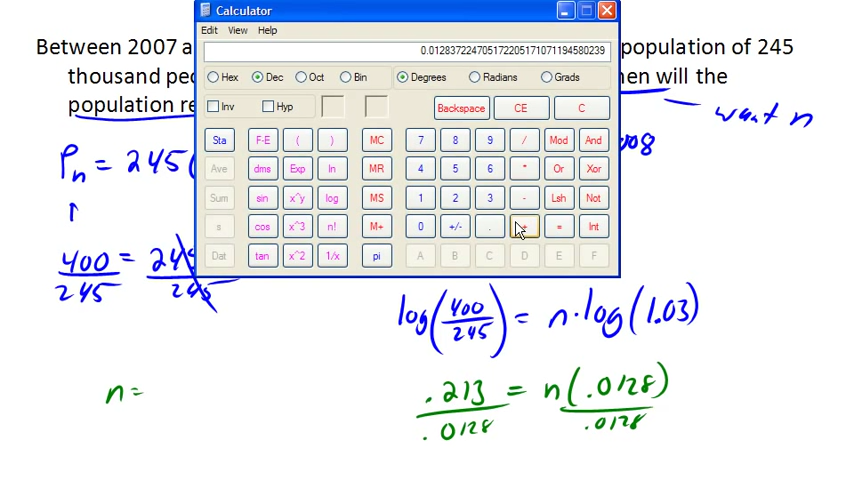 Calculator
Edit View Help
Between 2007 a population of 245
0.012837224705172205171071194580239
thousand peo hen will the
Hex Dec Oct Bin Degrees Radians Grads
population re want n
Inv Hyp Backspace CE C
008
Sta F-E ( ) MC 7 8 9 / Mod And
Pn = 245(
Ave dms Exp ln MR 4 5 6 * Or Xor
Sum sin x^y log MS 1 2 3 - Lsh Not
s cos x^3 n! M+ 0 +/- . + = Int
Dat tan x^2 1/x pi A B C D E F
400/245 = 245/245
log(400/245) = n·log(1.03)
n = .213 = n(.0128)
.0128 .0128